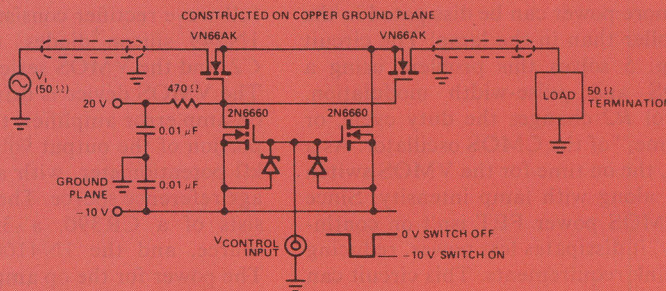 CONSTRUCTED ON COPPER GROUND PLANE
VN66AK
VN66AK
V1
(50 Ω)
470 Ω
20 V
2N6660
2N6660
LOAD
50 Ω
TERMINATION
0.01 μF
GROUND
PLANE
0.01 μF
−10 V
VCONTROL
INPUT
0 V SWITCH OFF
−10 V SWITCH ON